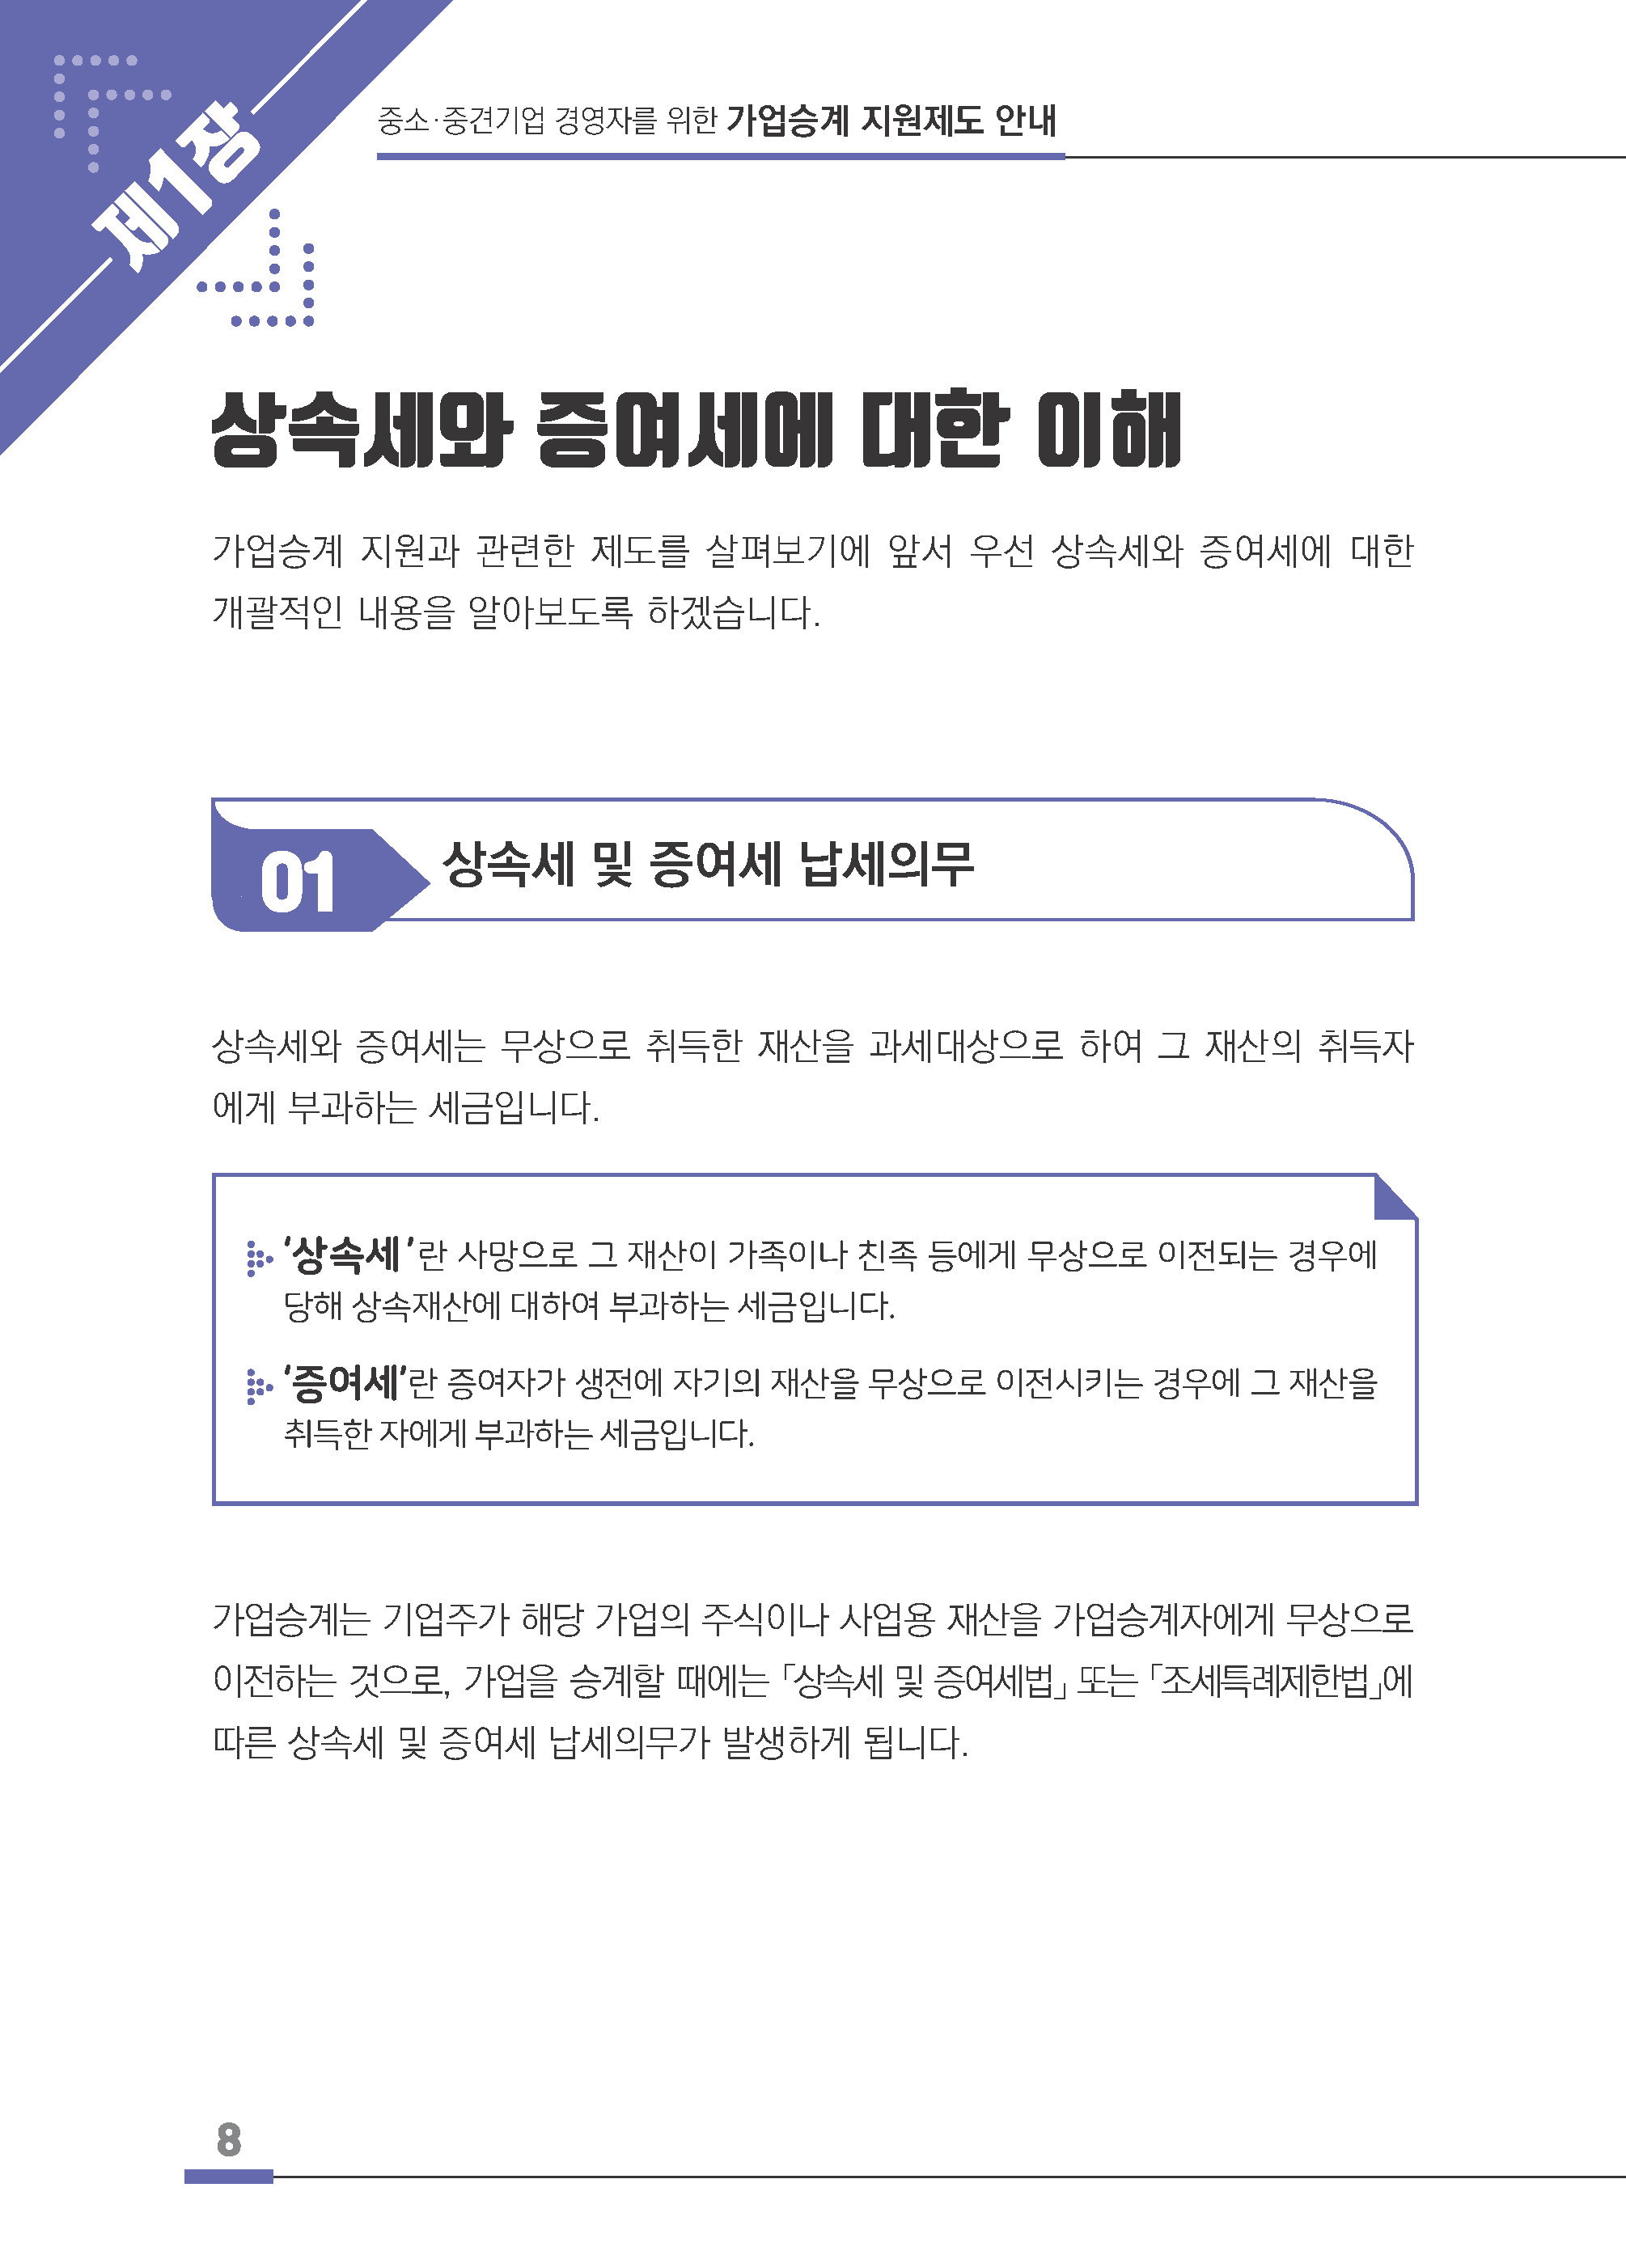 제1장
중소·중견기업 경영자를 위한 가업승계 지원제도 안내
상속세와 증여세에 대한 이해
가업승계 지원과 관련한 제도를 살펴보기에 앞서 우선 상속세와 증여세에 대한
개괄적인 내용을 알아보도록 하겠습니다.
01 상속세 및 증여세 납세의무
상속세와 증여세는 무상으로 취득한 재산을 과세대상으로 하여 그 재산의 취득자
에게 부과하는 세금입니다.
'상속세'란 사망으로 그 재산이 가족이나 친족 등에게 무상으로 이전되는 경우에
당해 상속재산에 대하여 부과하는 세금입니다.
'증여세'란 증여자가 생전에 자기의 재산을 무상으로 이전시키는 경우에 그 재산을
취득한 자에게 부과하는 세금입니다.
가업승계는 기업주가 해당 가업의 주식이나 사업용 재산을 가업승계자에게 무상으로
이전하는 것으로, 가업을 승계할 때에는 「상속세 및 증여세법」 또는 「조세특례제한법」에
따른 상속세 및 증여세 납세의무가 발생하게 됩니다.
8